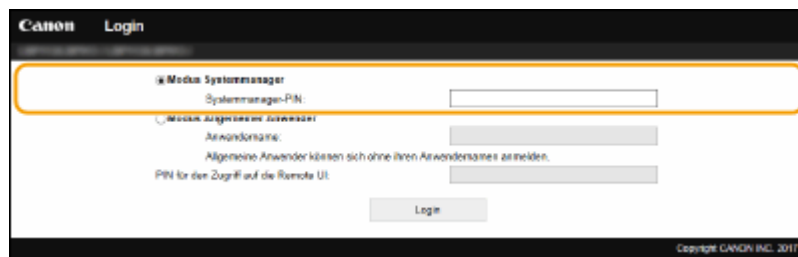 Canon Login
Modus Systemmanager
Systemmanager-PIN:
Modus Allgemeiner Anwender
Anwendername:
Allgemeine Anwender können sich ohne ihren Anwendernamen anmelden.
PIN für den Zugriff auf die Remote UI:
Login
Copyright CANON INC. 2017